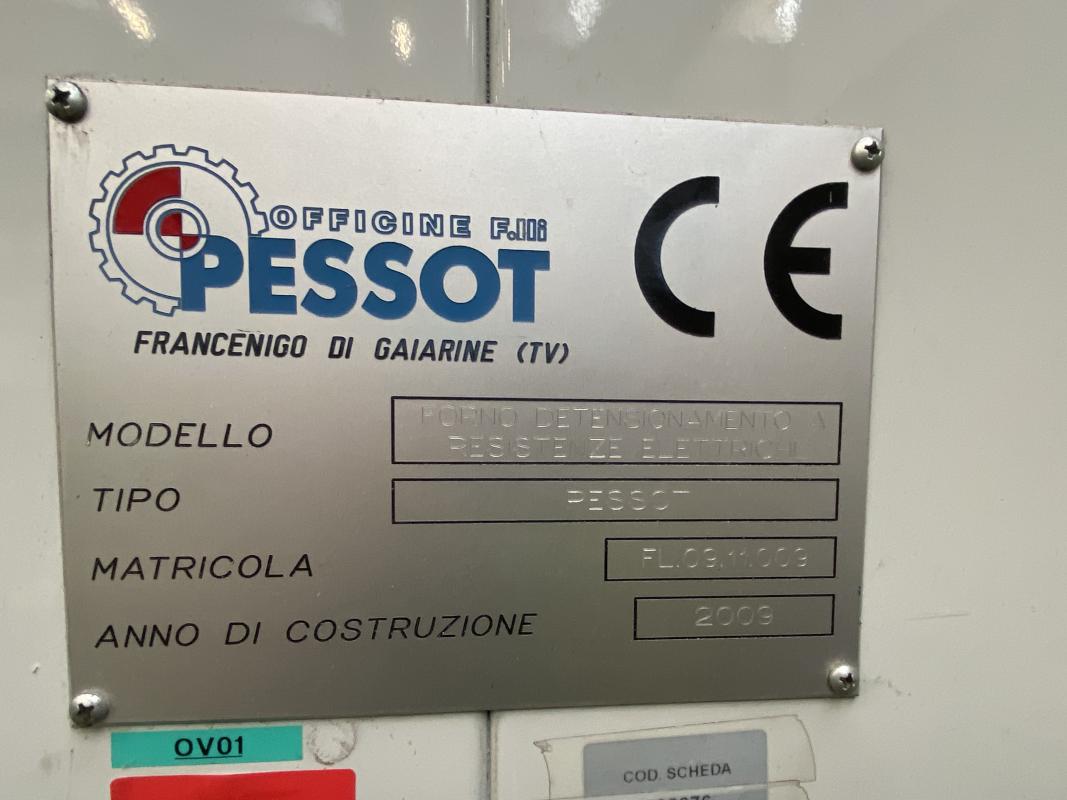 OFFICINE F.lli
PESSOT
FRANCENIGO DI GAIARINE (TV)
CE
MODELLO
FORNO DETENSIONAMENTO A
RESISTENZE ELETTRICHE
TIPO
PESSOT
MATRICOLA
FL.09.11.009
ANNO DI COSTRUZIONE
2009
OV01
COD. SCHEDA